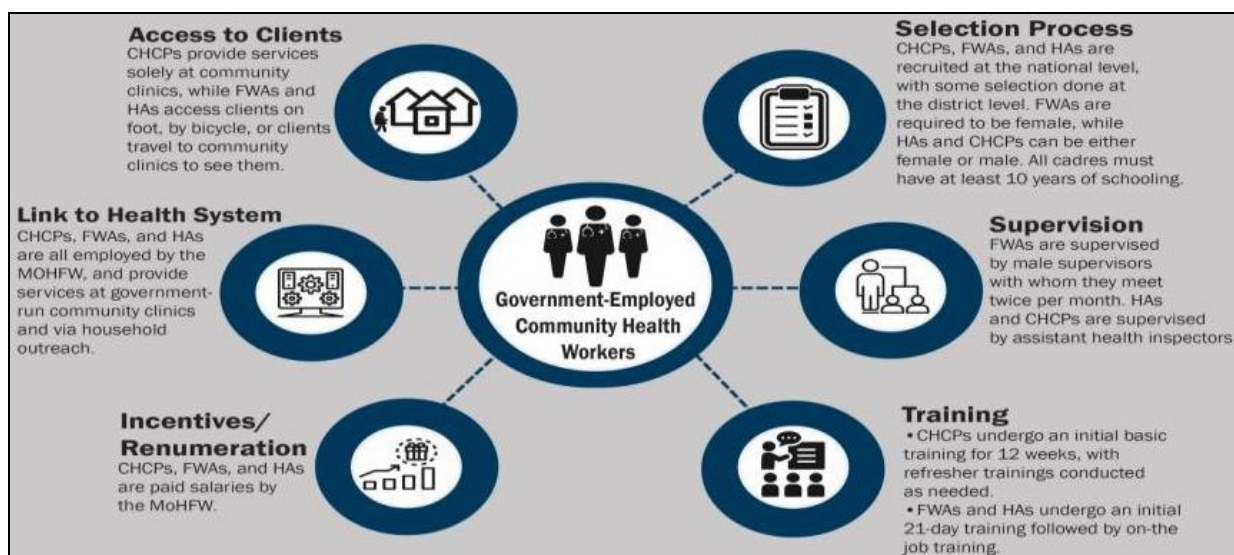 Access to Clients
CHCPs provide services
solely at community
clinics, while FWAs and
HAs access clients on
foot, by bicycle, or clients
travel to community
clinics to see them.
Selection Process
CHCPs, FWAs, and HAs are
recruited at the national level,
with some selection done at
the district level. FWAs are
required to be female, while
HAs and CHCPs can be either
female or male. All cadres must
have at least 10 years of schooling.
Link to Health System
CHCPs, FWAs, and HAs
are all employed by the
MOHFW, and provide
services at government-
run community clinics
and via household
outreach.
Government-Employed
Community Health
Workers
Supervision
FWAs are supervised
by male supervisors
with whom they meet
twice per month. HAs
and CHCPs are supervised
by assistant health inspectors
Incentives/
Renumeration
CHCPs, FWAs, and HAs
are paid salaries by
the MoHFW.
Training
• CHCPs undergo an initial basic
training for 12 weeks, with
refresher trainings conducted
as needed.
• FWAs and HAs undergo an initial
21-day training followed by on-the
job training.